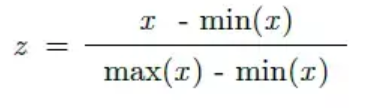 z = x - min(x) / max(x) - min(x)